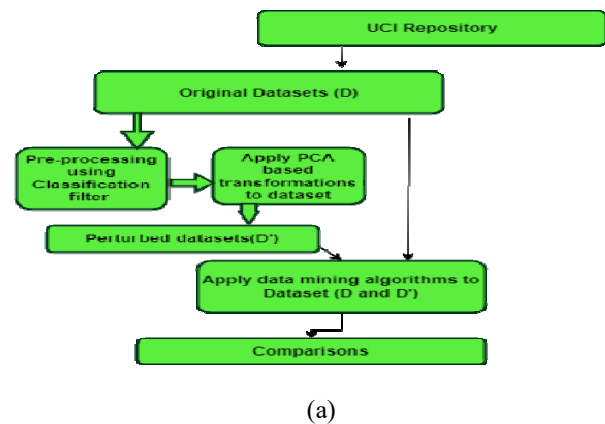 UCI Repository
Original Datasets (D)
Pre-processing
using
Classification
filter
Apply PCA
based
transformations
to dataset
Perturbed datasets(D')
Apply data mining algorithms to
Dataset (D and D')
Comparisons
(a)